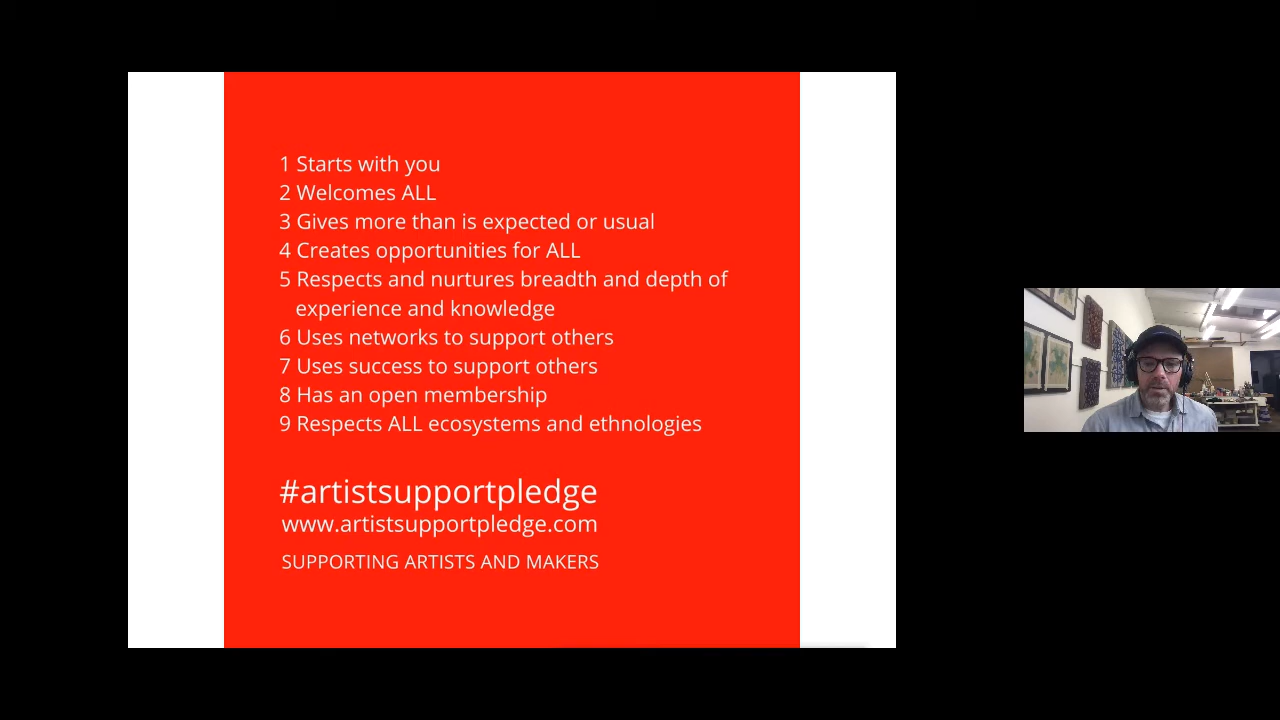 1 Starts with you
2 Welcomes ALL
3 Gives more than is expected or usual
4 Creates opportunities for ALL
5 Respects and nurtures breadth and depth of
experience and knowledge
6 Uses networks to support others
7 Uses success to support others
8 Has an open membership
9 Respects ALL ecosystems and ethnologies
#artistsupportpledge
www.artistsupportpledge.com
SUPPORTING ARTISTS AND MAKERS